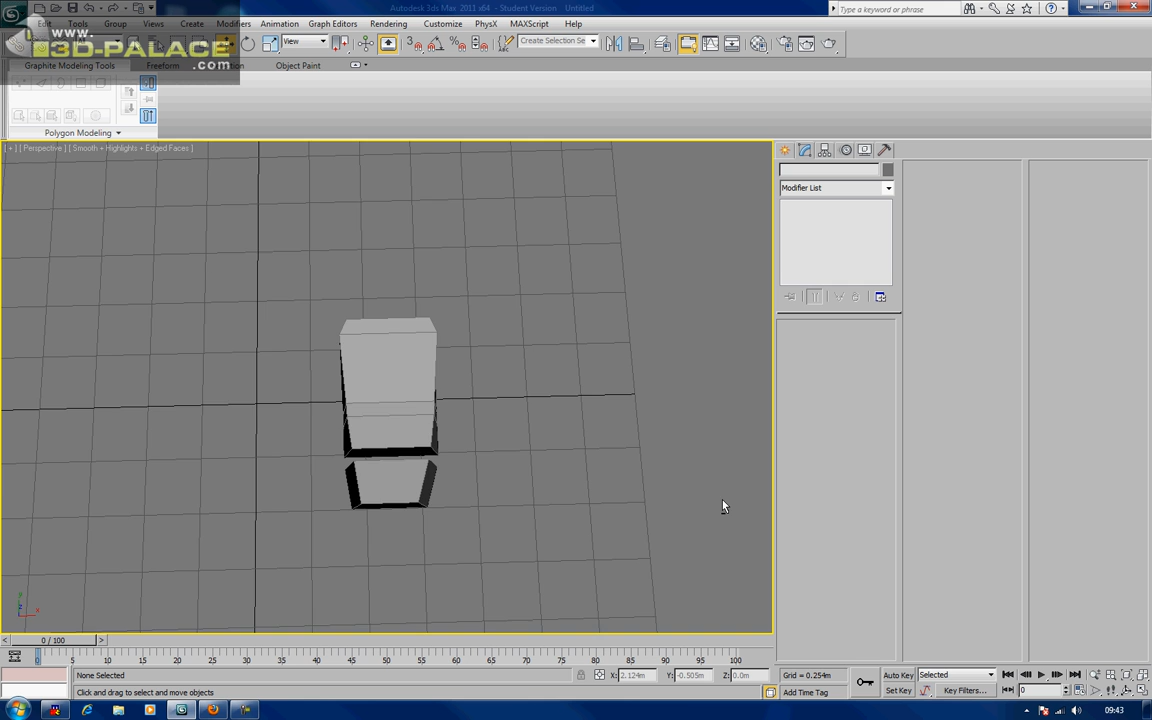 Autodesk 3ds Max 2011 x64 - Student Version Untitled
Type a keyword or phrase
Edit Tools Group Views Create Modifiers Animation Graph Editors Rendering Customize PhysX MAXScript Help
www.
3D-PALACE
.com
View
Create Selection Se
Graphite Modeling Tools Freeform Object Paint
Polygon Modeling
[ + ] [ Perspective ] [ Smooth + Highlights + Edged Faces ]
Modifier List
0 / 100
0 5 10 15 20 25 30 35 40 45 50 55 60 65 70 75 80 85 90 95 100
None Selected X: 2.124m Y: -0.505m Z: 0.0m Grid = 0.254m Auto Key Selected
Click and drag to select and move objects Add Time Tag Set Key Key Filters... 0
09:43